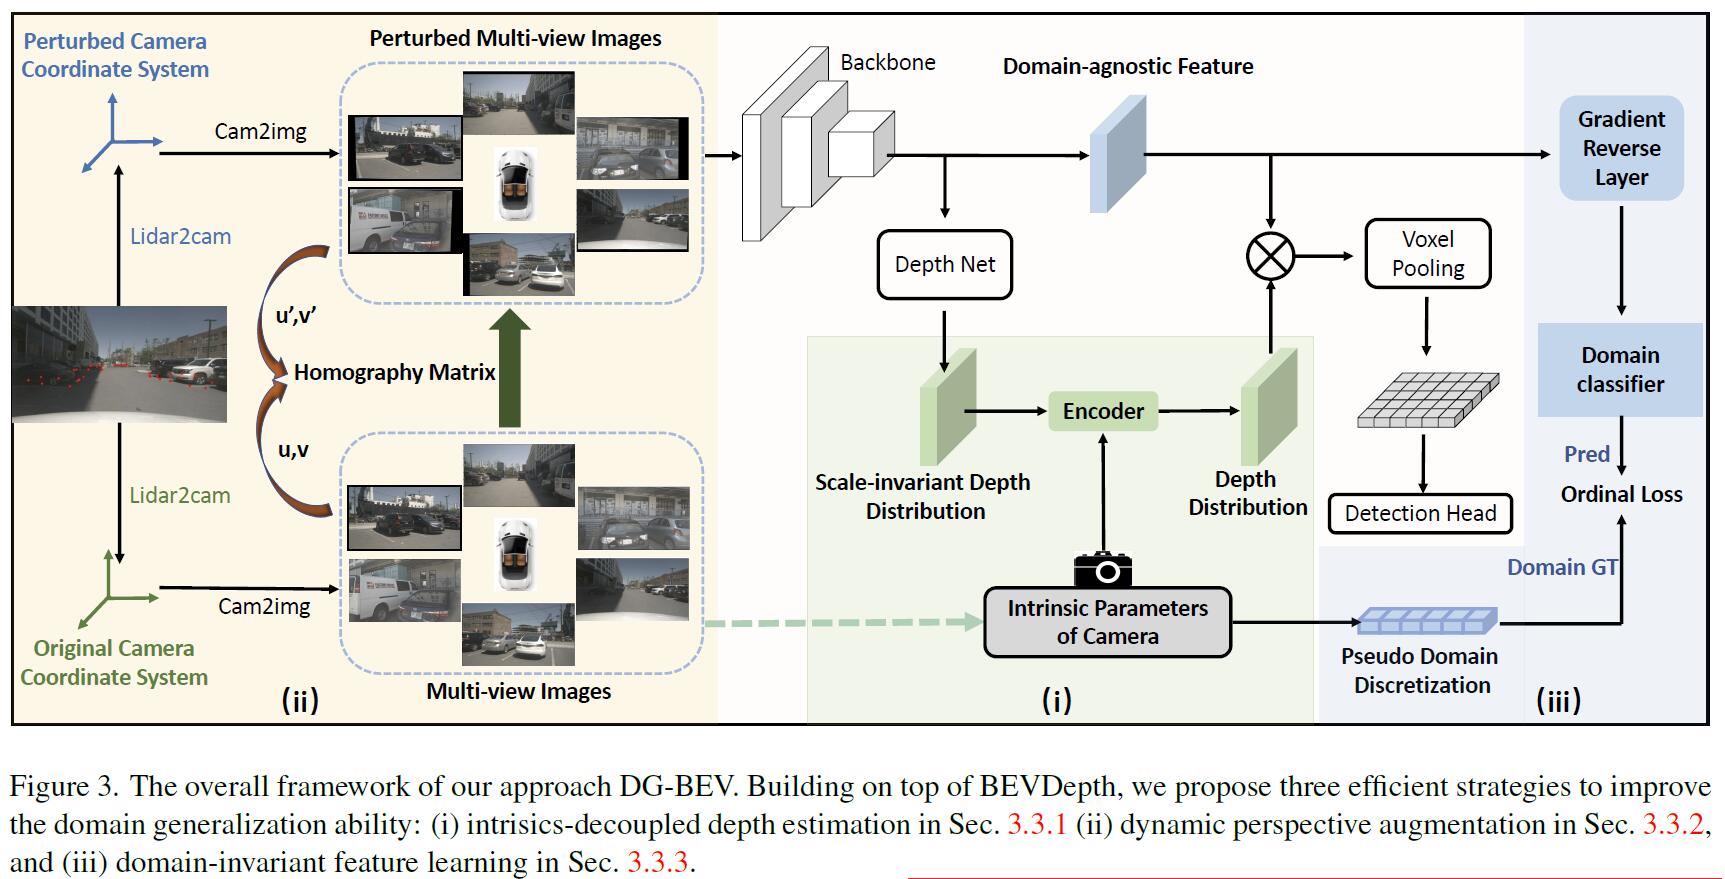 Perturbed Camera
Coordinate System
Perturbed Multi-view Images
Backbone
Domain-agnostic Feature
Gradient
Reverse
Layer
Cam2img
Lidar2cam
Depth Net
Voxel
Pooling
u',v'
Homography Matrix
Domain
classifier
Encoder
u,v
Pred
Scale-invariant Depth
Distribution
Depth
Distribution
Lidar2cam
Ordinal Loss
Detection Head
Domain GT
Cam2img
Intrinsic Parameters
of Camera
Original Camera
Coordinate System
Multi-view Images
Pseudo Domain
Discretization
(ii)
(i)
(iii)
Figure 3. The overall framework of our approach DG-BEV. Building on top of BEVDepth, we propose three efficient strategies to improve
the domain generalization ability: (i) intrisics-decoupled depth estimation in Sec. 3.3.1 (ii) dynamic perspective augmentation in Sec. 3.3.2,
and (iii) domain-invariant feature learning in Sec. 3.3.3.